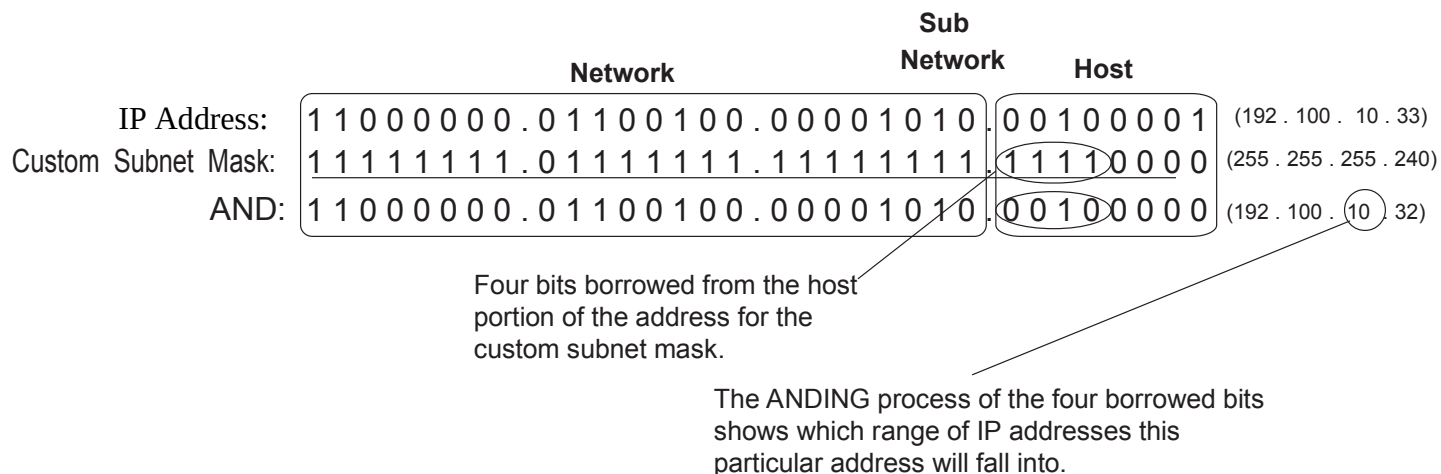 Sub
Network Network Host
IP Address: 1 1 0 0 0 0 0 0 . 0 1 1 0 0 1 0 0 . 0 0 0 0 1 0 1 0 . 0 0 1 0 0 0 0 1 (192 . 100 . 10 . 33)
Custom Subnet Mask: 1 1 1 1 1 1 1 1 . 0 1 1 1 1 1 1 1 . 1 1 1 1 1 1 1 1 . 1 1 1 1 0 0 0 0 (255 . 255 . 255 . 240)
AND: 1 1 0 0 0 0 0 0 . 0 1 1 0 0 1 0 0 . 0 0 0 0 1 0 1 0 . 0 0 1 0 0 0 0 0 (192 . 100 . 10 . 32)
Four bits borrowed from the host
portion of the address for the
custom subnet mask.
The ANDING process of the four borrowed bits
shows which range of IP addresses this
particular address will fall into.